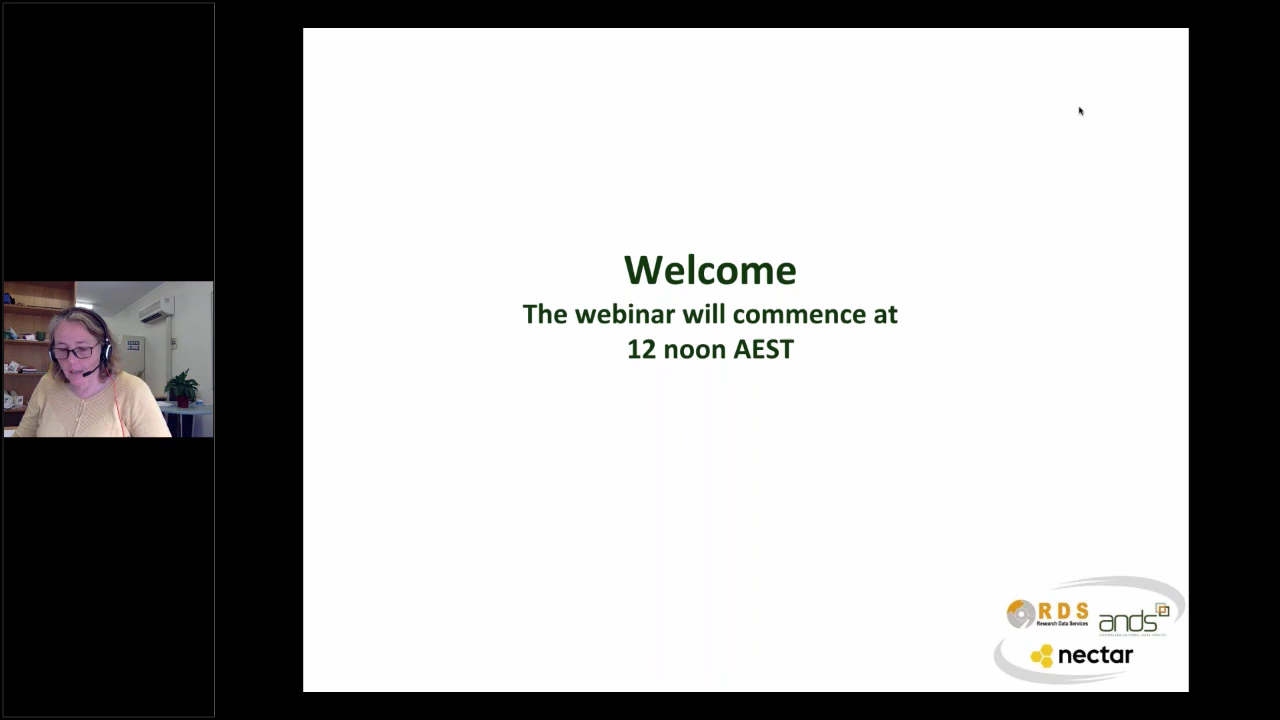 Welcome
The webinar will commence at
12 noon AEST
RDS
Research Data Services
ands
nectar